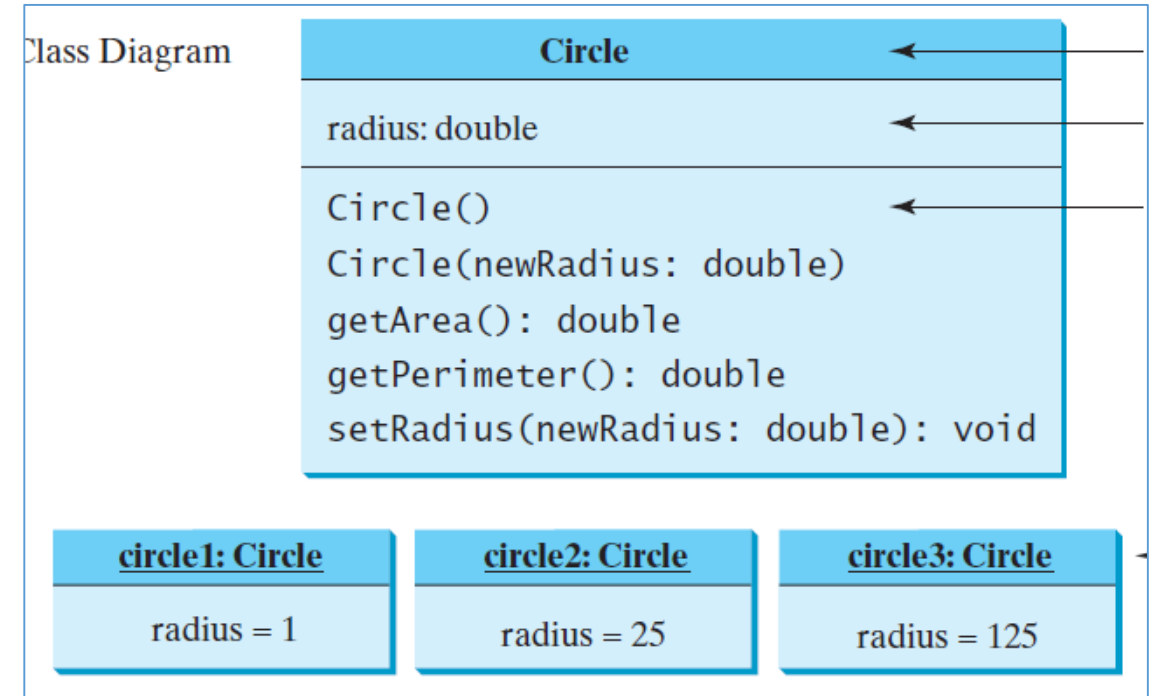 Class Diagram
Circle
radius: double
Circle()
Circle(newRadius: double)
getArea(): double
getPerimeter(): double
setRadius(newRadius: double): void
circle1: Circle
circle2: Circle
circle3: Circle
radius = 1
radius = 25
radius = 125